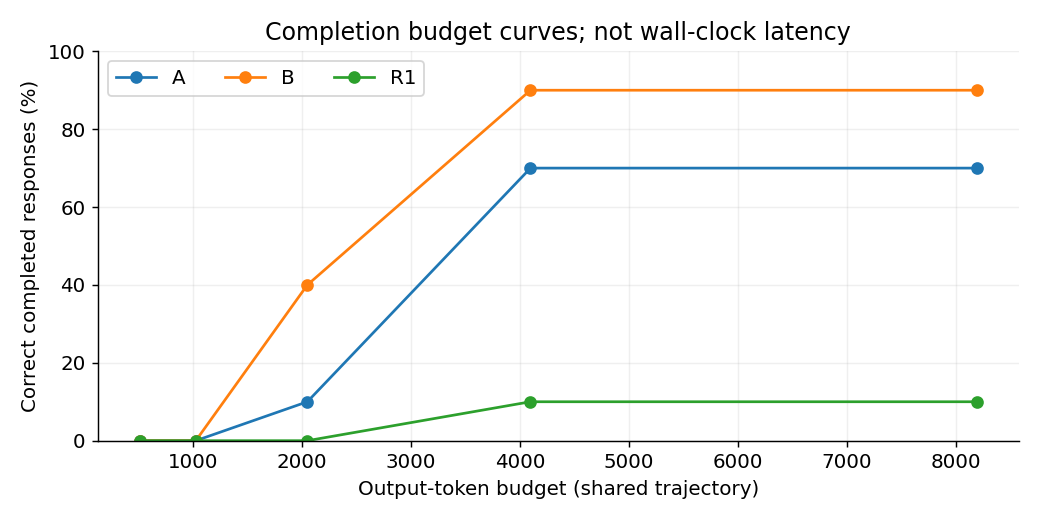 Completion budget curves; not wall-clock latency
A B R1
Correct completed responses (%)
100
80
60
40
20
0
1000 2000 3000 4000 5000 6000 7000 8000
Output-token budget (shared trajectory)